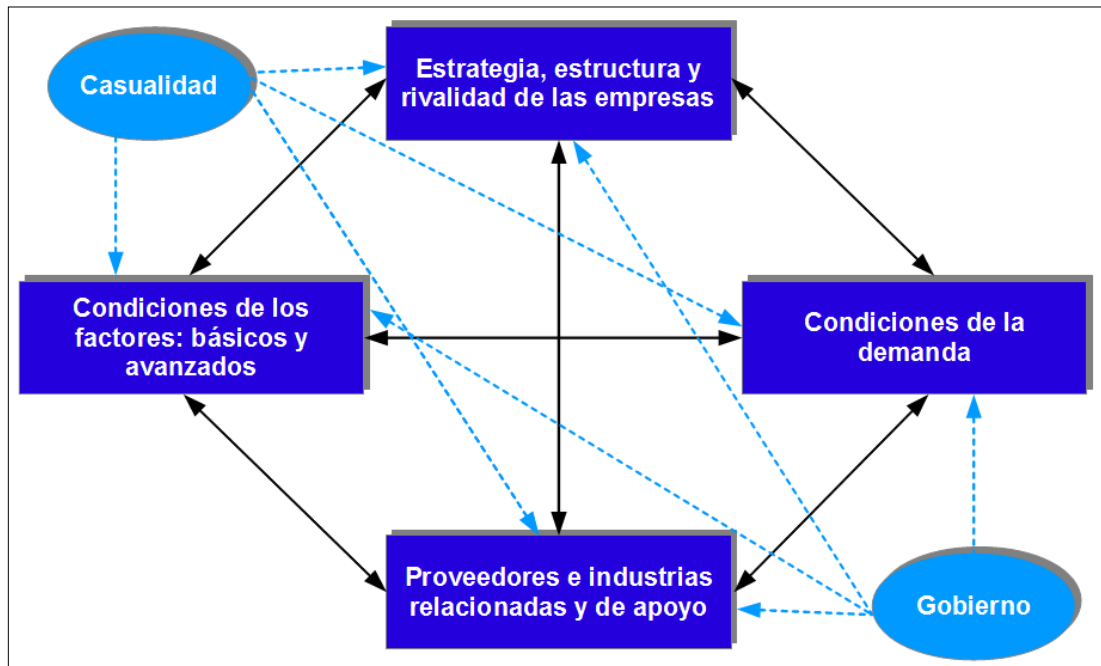 Casualidad
Estrategia, estructura y
rivalidad de las empresas
Condiciones de los
factores: básicos y
avanzados
Condiciones de la
demanda
Proveedores e industrias
relacionadas y de apoyo
Gobierno